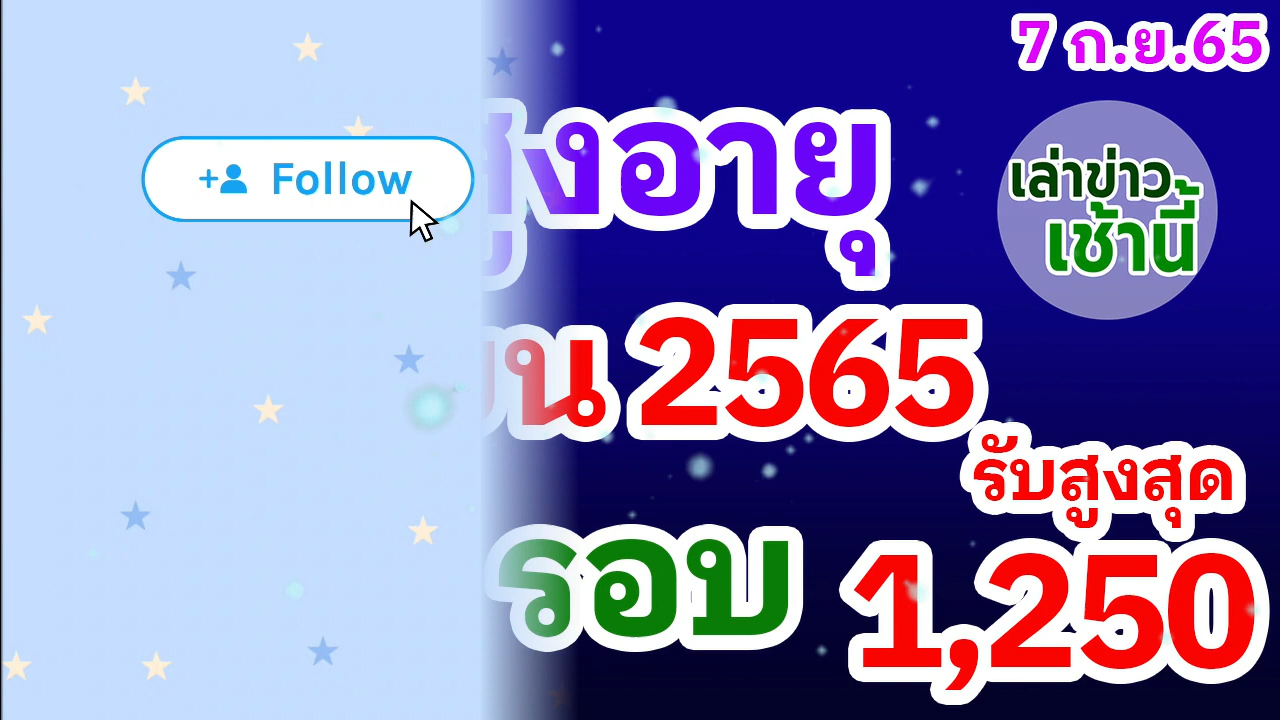 7 ก.ย.65
Follow
สูงอายุ
เล่าข่าว
เช้านี้
2565
รับสูงสุด
รอบ
1,250